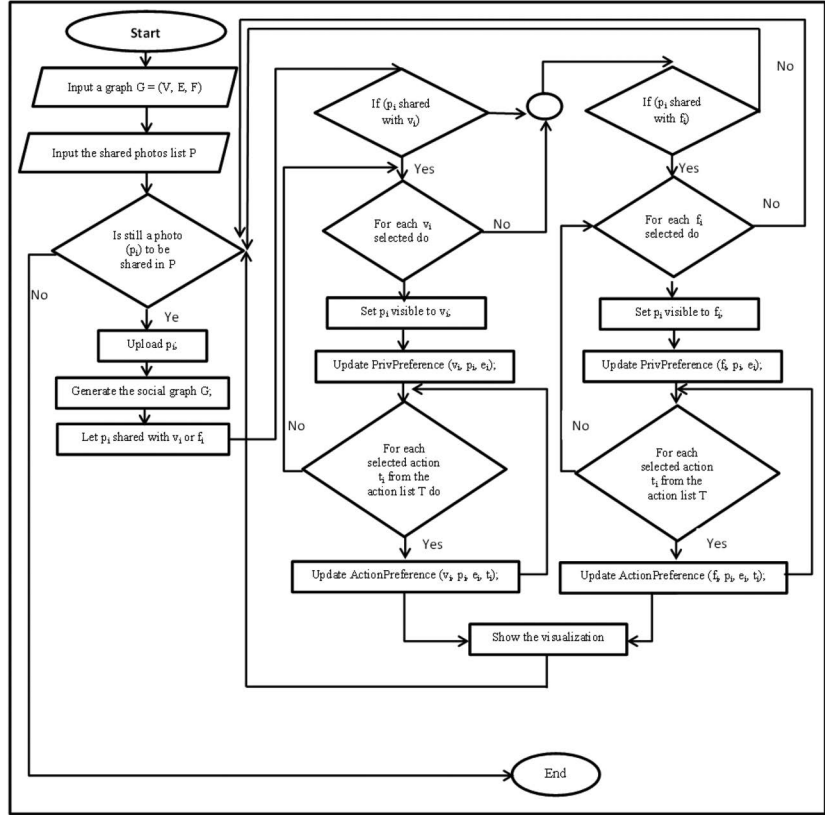 Start
Input a graph G = (V, E, F)
Input the shared photos list P
Is still a photo
(pi) to be
shared in P
No
Ye
Upload pi;
Generate the social graph G;
Let pi shared with vi or fi
If (pi shared
with vi)
Yes
For each vi
selected do
No
Set pi visible to vi;
Update PrivPreference (vi, pi, ei);
No
For each
selected action
ti from the
action list T do
Yes
Update ActionPreference (vi, pi, ei, ti);
If (pi shared
with fi)
No
Yes
For each fi
selected do
No
Set pi visible to fi;
Update PrivPreference (fi, pi, ei);
No
For each
selected action
ti from the
action list T
Yes
Update ActionPreference (fi, pi, ei, ti);
Show the visualization
End